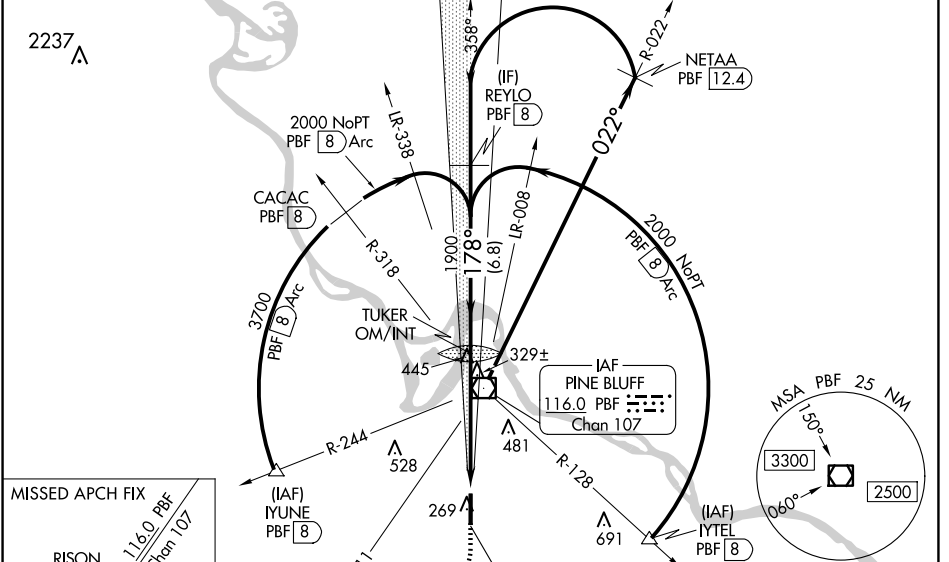 2237
358°
R-022
NETAA
PBF 12.4
(IF)
REYLO
PBF 8
022°
2000 NoPT
PBF 8 Arc
LR-338
CACAC
PBF 8
R-318
LR-008
2000 NoPT
PBF 8 Arc
1900
178°
(6.8)
3700
PBF 8 Arc
TUKER
OM/INT
445
329±
IAF
PINE BLUFF
116.0 PBF
Chan 107
MSA PBF 25 NM
150°
3300
060°
2500
R-244
528
481
R-128
(IAF)
IYUNE
PBF 8
269
691
(IAF)
IYTEL
PBF 8
MISSED APCH FIX
116.0 PBF
Chan 107
RISON